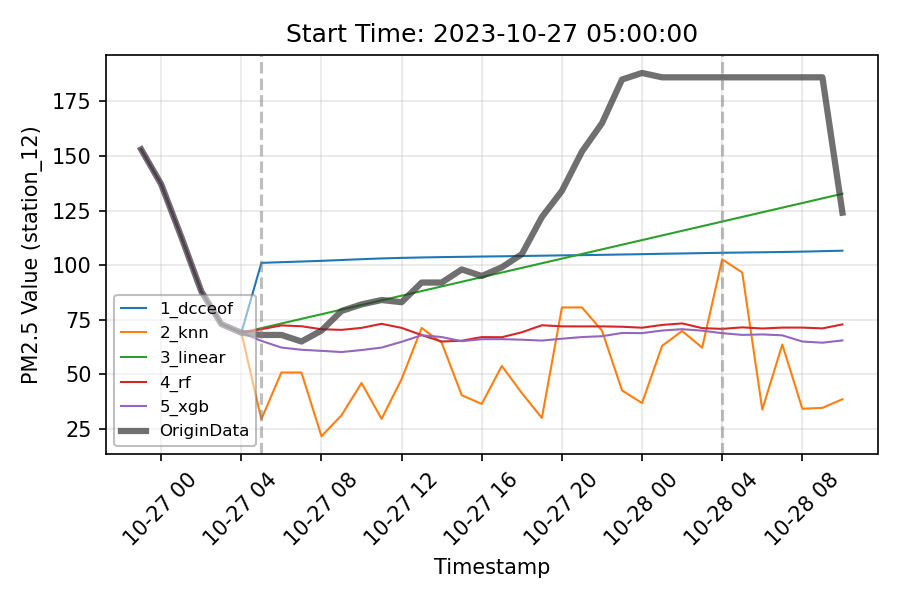 Start Time: 2023-10-27 05:00:00
PM2.5 Value (station_12)
175
150
125
100
75
50
25
1_dcceof
2_knn
3_linear
4_rf
5_xgb
OriginData
10-27 00
10-27 04
10-27 08
10-27 12
10-27 16
10-27 20
10-28 00
10-28 04
10-28 08
Timestamp